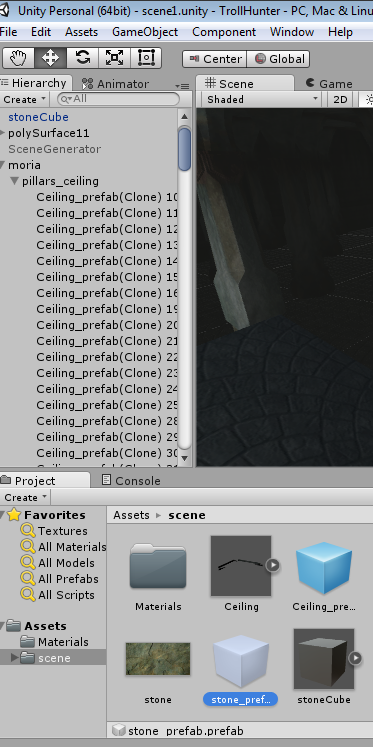 Unity Personal (64bit) - scene1.unity - TrollHunter - PC, Mac & Linu
File Edit Assets GameObject Component Window Help
Center Global
Hierarchy Animator Scene Game
Create All Shaded 2D
stoneCube
polySurface11
SceneGenerator
moria
pillars_ceiling
Ceiling_prefab(Clone) 10
Ceiling_prefab(Clone) 11
Ceiling_prefab(Clone) 12
Ceiling_prefab(Clone) 13
Ceiling_prefab(Clone) 14
Ceiling_prefab(Clone) 15
Ceiling_prefab(Clone) 16
Ceiling_prefab(Clone) 19
Ceiling_prefab(Clone) 20
Ceiling_prefab(Clone) 21
Ceiling_prefab(Clone) 22
Ceiling_prefab(Clone) 23
Ceiling_prefab(Clone) 24
Ceiling_prefab(Clone) 25
Ceiling_prefab(Clone) 28
Ceiling_prefab(Clone) 29
Ceiling_prefab(Clone) 30
Ceiling_prefab(Clone)
Project Console
Create
Favorites
Textures
All Materials
All Models
All Prefabs
All Scripts
Assets
Materials
scene
Assets scene
Materials Ceiling Ceiling_pre...
stone stone_pref... stoneCube
stone_prefab.prefab